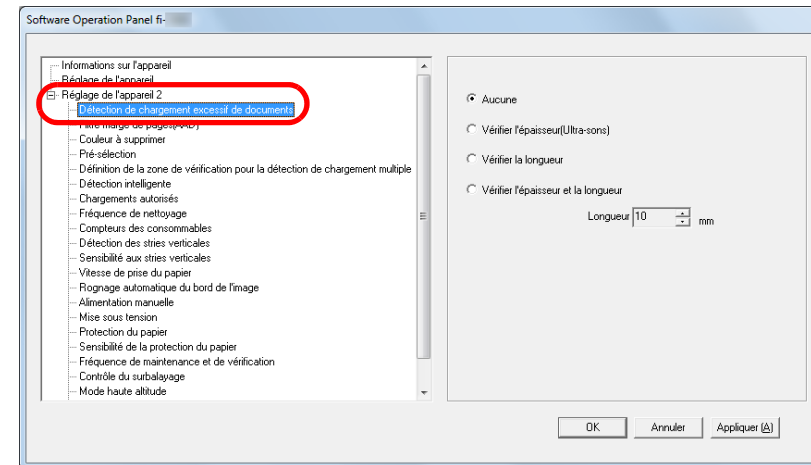 Software Operation Panel fi-
Informations sur l'appareil
Réglage de l'appareil
Réglage de l'appareil 2
Détection de chargement excessif de documents
Filtre marge de pages(AAD)
Couleur à supprimer
Pré-sélection
Définition de la zone de vérification pour la détection de chargement multiple
Détection intelligente
Chargements autorisés
Fréquence de nettoyage
Compteurs des consommables
Détection des stries verticales
Sensibilité aux stries verticales
Vitesse de prise du papier
Rognage automatique du bord de l'image
Alimentation manuelle
Mise sous tension
Protection du papier
Sensibilité de la protection du papier
Fréquence de maintenance et de vérification
Contrôle du surbalayage
Mode haute altitude
Aucune
Vérifier l'épaisseur(Ultra-sons)
Vérifier la longueur
Vérifier l'épaisseur et la longueur
Longueur 10 mm
OK Annuler Appliquer (A)